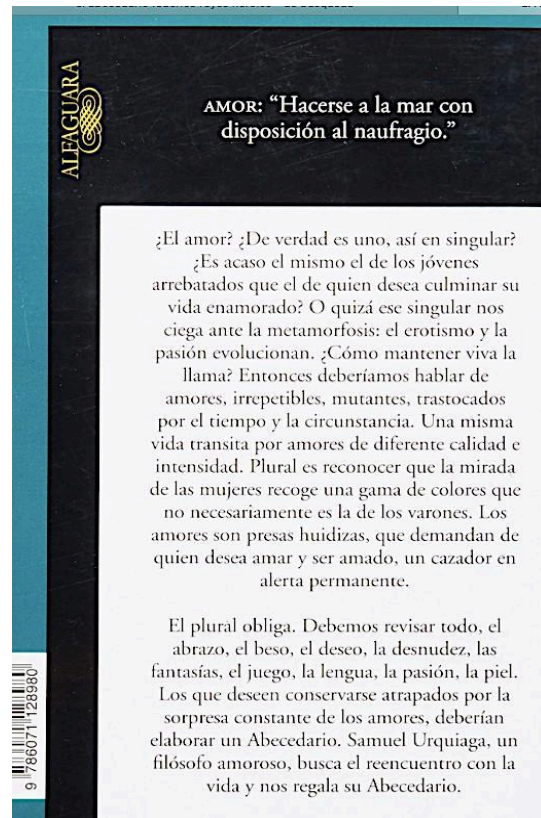 ALFAGUARA
AMOR: “Hacerse a la mar con
disposición al naufragio.”
¿El amor? ¿De verdad es uno, así en singular?
¿Es acaso el mismo el de los jóvenes
arrebatados que el de quien desea culminar su
vida enamorado? O quizá ese singular nos
ciega ante la metamorfosis: el erotismo y la
pasión evolucionan. ¿Cómo mantener viva la
llama? Entonces deberíamos hablar de
amores, irrepetibles, mutantes, trastocados
por el tiempo y la circunstancia. Una misma
vida transita por amores de diferente calidad e
intensidad. Plural es reconocer que la mirada
de las mujeres recoge una gama de colores que
no necesariamente es la de los varones. Los
amores son presas huidizas, que demandan de
quien desea amar y ser amado, un cazador en
alerta permanente.
El plural obliga. Debemos revisar todo, el
abrazo, el beso, el deseo, la desnudez, las
fantasías, el juego, la lengua, la pasión, la piel.
Los que deseen conservarse atrapados por la
sorpresa constante de los amores, deberían
elaborar un Abecedario. Samuel Urquiaga, un
filósofo amoroso, busca el reencuentro con la
vida y nos regala su Abecedario.
9 786071 128980